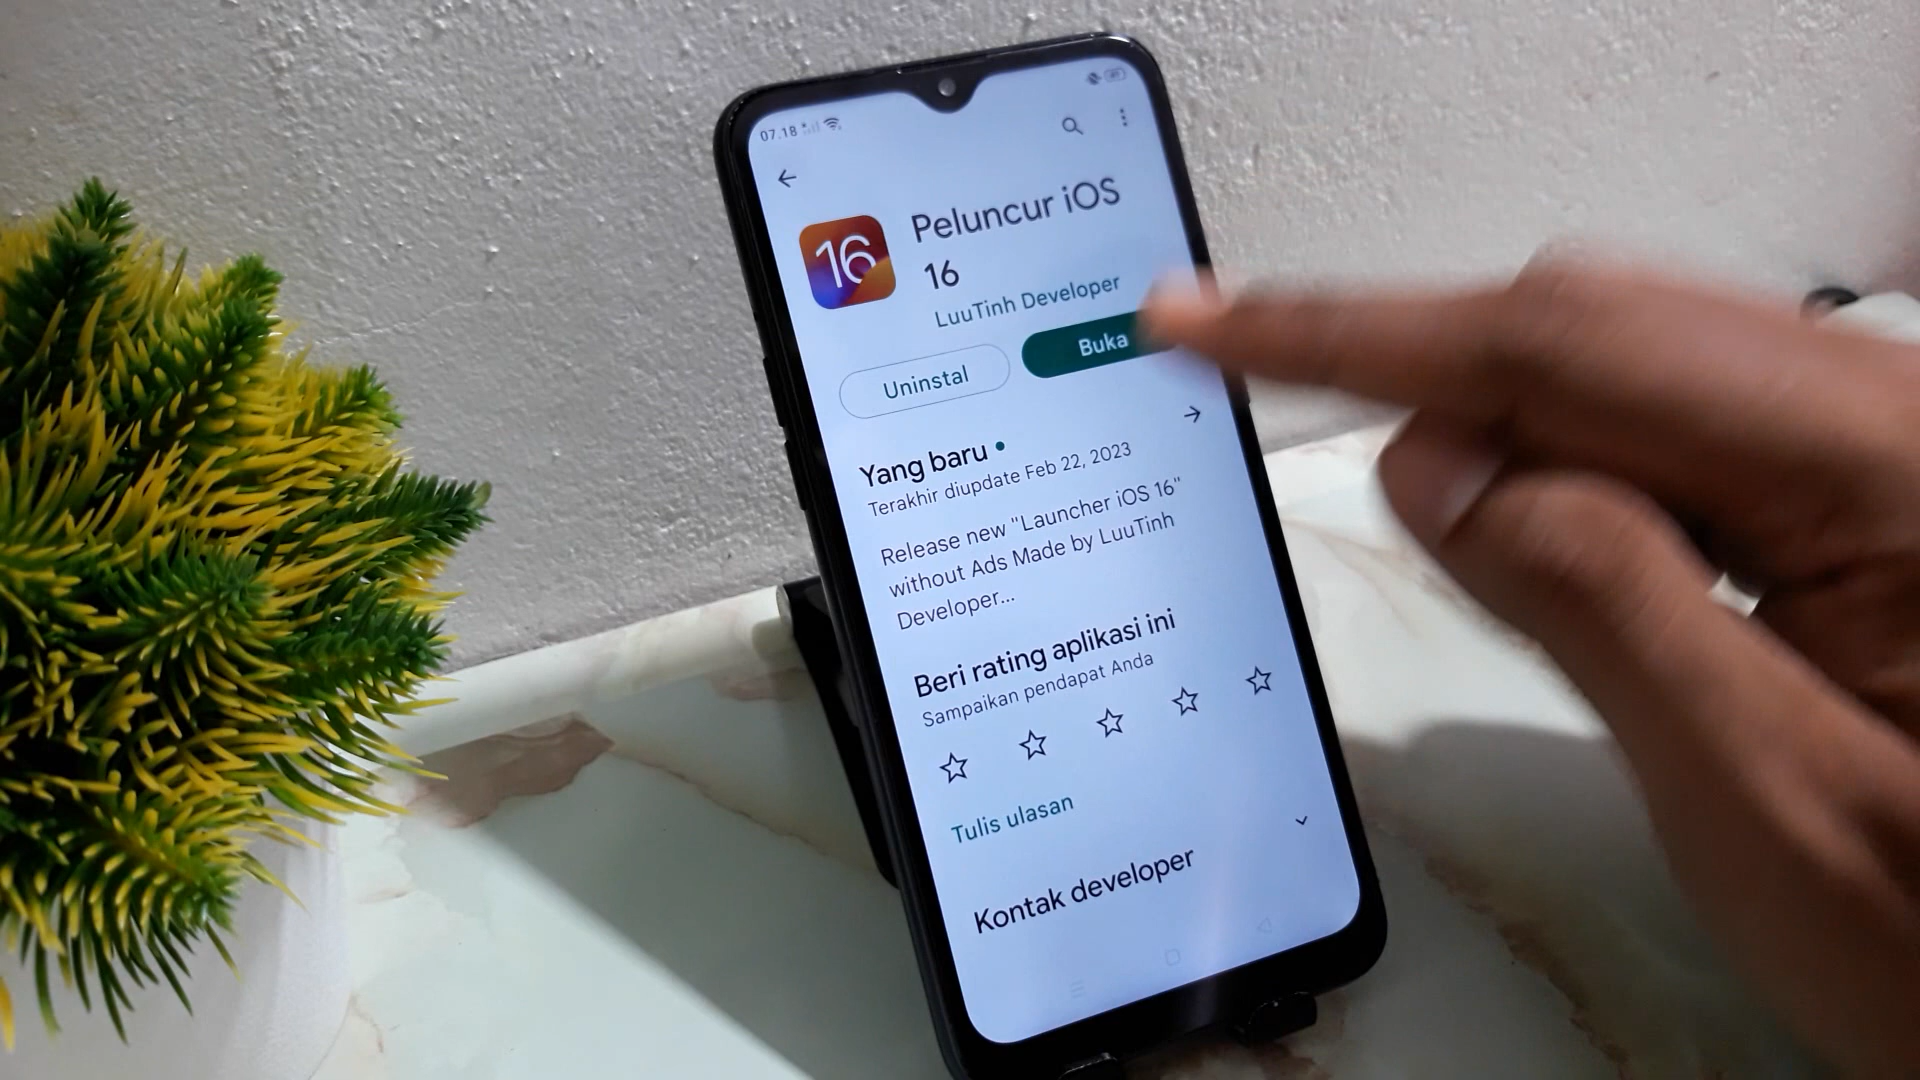 07.18
16
Peluncur iOS
16
LuuTinh Developer
Uninstal
Buka
Yang baru
Terakhir diupdate Feb 22, 2023
Release new "Launcher iOS 16"
without Ads Made by LuuTinh
Developer...
Beri rating aplikasi ini
Sampaikan pendapat Anda
Tulis ulasan
Kontak developer